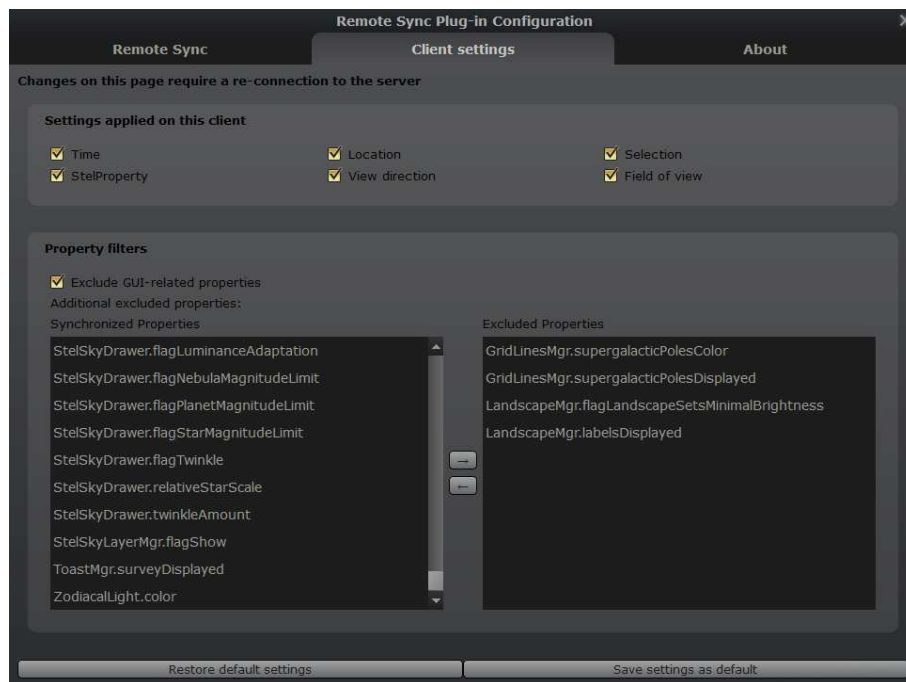 Remote Sync Plug-in Configuration
Remote Sync Client settings About
Changes on this page require a re-connection to the server
Settings applied on this client
Time Location Selection
StelProperty View direction Field of view
Property filters
Exclude GUI-related properties
Additional excluded properties:
Synchronized Properties Excluded Properties
StelSkyDrawer.flagLuminanceAdaptation GridLinesMgr.supergalacticPolesColor
StelSkyDrawer.flagNebulaMagnitudeLimit GridLinesMgr.supergalacticPolesDisplayed
StelSkyDrawer.flagPlanetMagnitudeLimit LandscapeMgr.flagLandscapeSetsMinimalBrightness
StelSkyDrawer.flagStarMagnitudeLimit LandscapeMgr.labelsDisplayed
StelSkyDrawer.flagTwinkle
StelSkyDrawer.relativeStarScale
StelSkyDrawer.twinkleAmount
StelSkyLayerMgr.flagShow
ToastMgr.surveyDisplayed
ZodiacalLight.color
Restore default settings Save settings as default